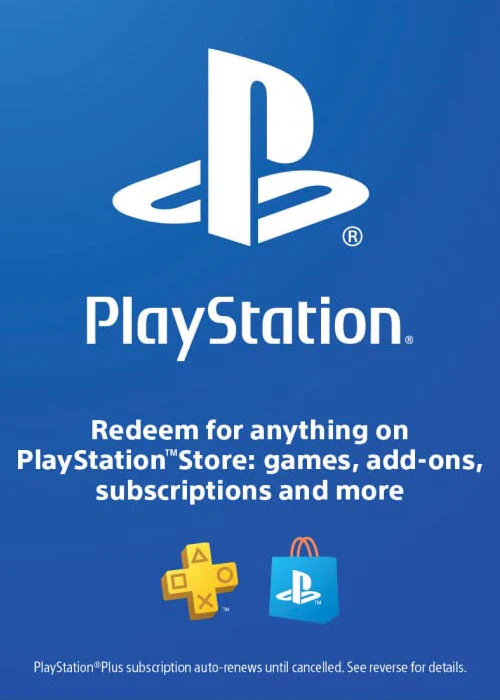 ®
PlayStation®
Redeem for anything on
PlayStation™Store: games, add-ons,
subscriptions and more
™
™
PlayStation®Plus subscription auto-renews until cancelled. See reverse for details.